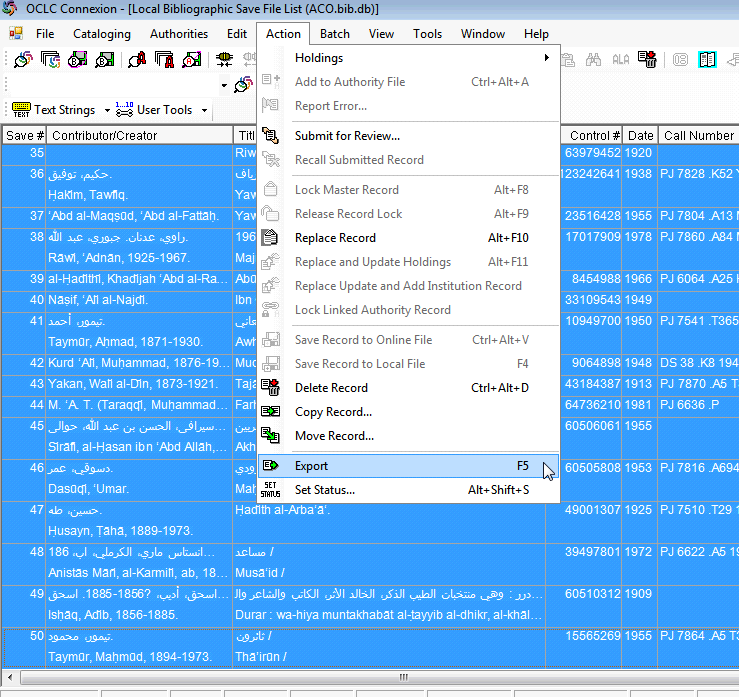 OCLC Connexion - [Local Bibliographic Save File List (ACO.bib.db)]
File Cataloging Authorities Edit Action Batch View Tools Window Help
Holdings
Add to Authority File Ctrl+Alt+A
Report Error...
Text Strings User Tools
Submit for Review...
Recall Submitted Record
Lock Master Record Alt+F8
Release Record Lock Alt+F9
Replace Record Alt+F10
Replace and Update Holdings Alt+F11
Replace Update and Add Institution Record
Lock Linked Authority Record
Save Record to Online File Ctrl+Alt+V
Save Record to Local File F4
Delete Record Ctrl+Alt+D
Copy Record...
Move Record...
Export F5
SET STATUS Set Status... Alt+Shift+S
Save # Contributor/Creator Titl Control # Date Call Number
35 Riw 63979452 1920
36 حكيم، توفيق. 123242641 1938 PJ 7828 .K52
Ḥakīm, Tawfīq. Yaw
37 ʻAbd al-Maqṣūd, ʻAbd al-Fattāḥ. Yaw 23516428 1955 PJ 7804 .A13
38 راوي، عدنان. جبوري، عبد الله. 196 17017909 1978 PJ 7860 .A84
Rāwī, ʻAdnān, 1925-1967. Maj
39 al-Ḥadīthī, Khadījah ʻAbd al-Ra... Abū 8454988 1966 PJ 6064 .A25
40 Nāṣif, ʻAlī al-Najdī. Ibn 33109543 1949
41 تيمور، أحمد. 10949700 1950 PJ 7541 .T365
Taymūr, Aḥmad, 1871-1930. Awh
42 Kurd ʻAlī, Muḥammad, 1876-19... Mud 9064898 1948 DS 38 .K8 194
43 Yakan, Walī al-Dīn, 1873-1921. Taja 43184387 1913 PJ 7870 .A5
44 M. ʻA. T. (Taraqqī, Muḥammad... Farh 64736210 1981 PJ 6636 .P
45 سيرافي، الحسن بن عبد الله، حوالى... 60506061 1955
Sīrāfī, al-Ḥasan ibn ʻAbd Allāh,... Akh
46 دسوقي، عمر. 60505808 1953 PJ 7816 .A694
Dasūqī, ʻUmar. Mah
47 حسين، طه. Ḥadīth al-Arbaʻāʼ. 49001307 1925 PJ 7510 .T29
Ḥusayn, Ṭāhā, 1889-1973.
48 انستاس ماري، الكرملي، اب، 186... مساعد / 39497801 1972 PJ 6622 .A5
Anistās Mārī, al-Karmilī, ab, 18... Musāʻid /
49 اسحق، أديب، ?1856-1885. اسحق... درر : وهي منتخبات الطيب الذكر، الخالد الأثر، الكاتب والشاعر وال... 60510312 1909
Isḥāq, Adīb, 1856-1885. Durar : wa-hiya muntakhabāt al-ṭayyib al-dhikr, al-khāl...
50 تيمور، محمود. ثائرون / 15565269 1955 PJ 7864 .A5
Taymūr, Maḥmūd, 1894-1973. Thāʼirūn /